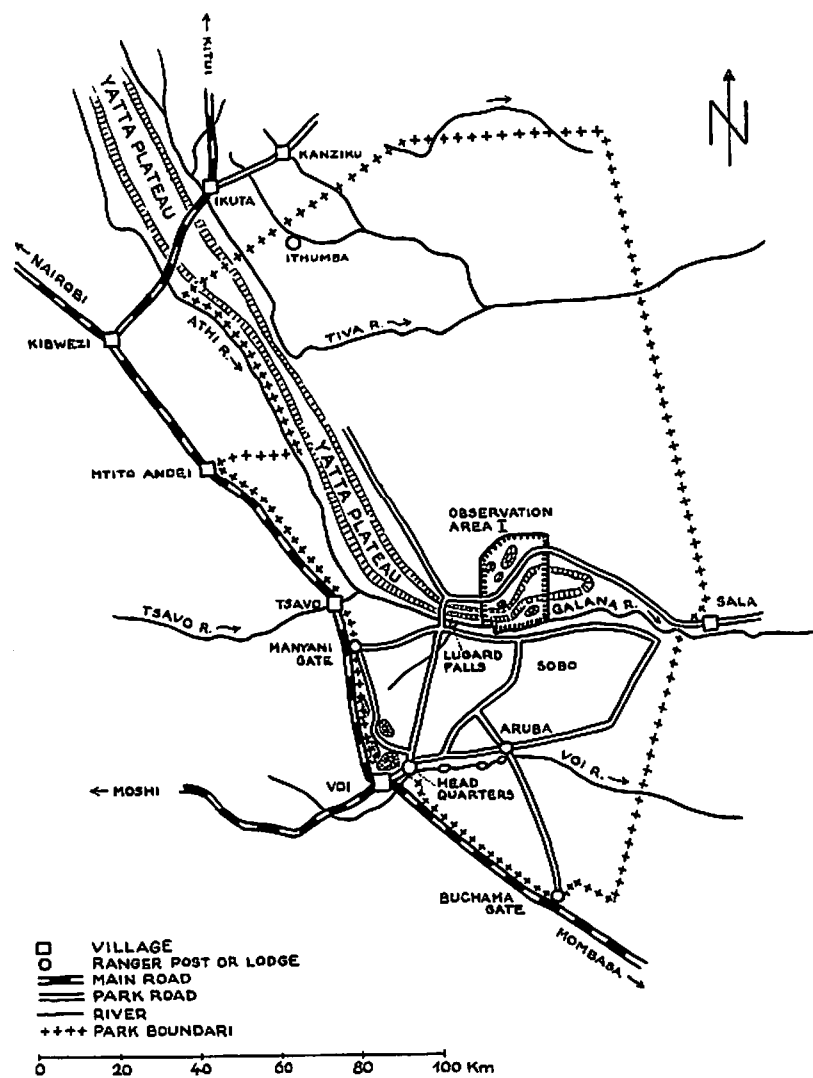 ← KITUI
YATTA PLATEAU
N
KANZIKU
IKUTA
ITHUMBA
← NAIROBI
ATHI R. →
TIVA R. →
KIBWEZI
MTITO ANDEI
YATTA PLATEAU
OBSERVATION
AREA I
TSAVO
TSAVO R. →
GALANA R.
SALA
MANYANI
GATE
LUGARD
FALLS
SOBO
ARUBA
VOI R. →
← MOSHI
VOI
HEAD
QUARTERS
BUCHAMA
GATE
MOMBASA →
VILLAGE
RANGER POST OR LODGE
MAIN ROAD
PARK ROAD
RIVER
PARK BOUNDARI
0 20 40 60 80 100 Km